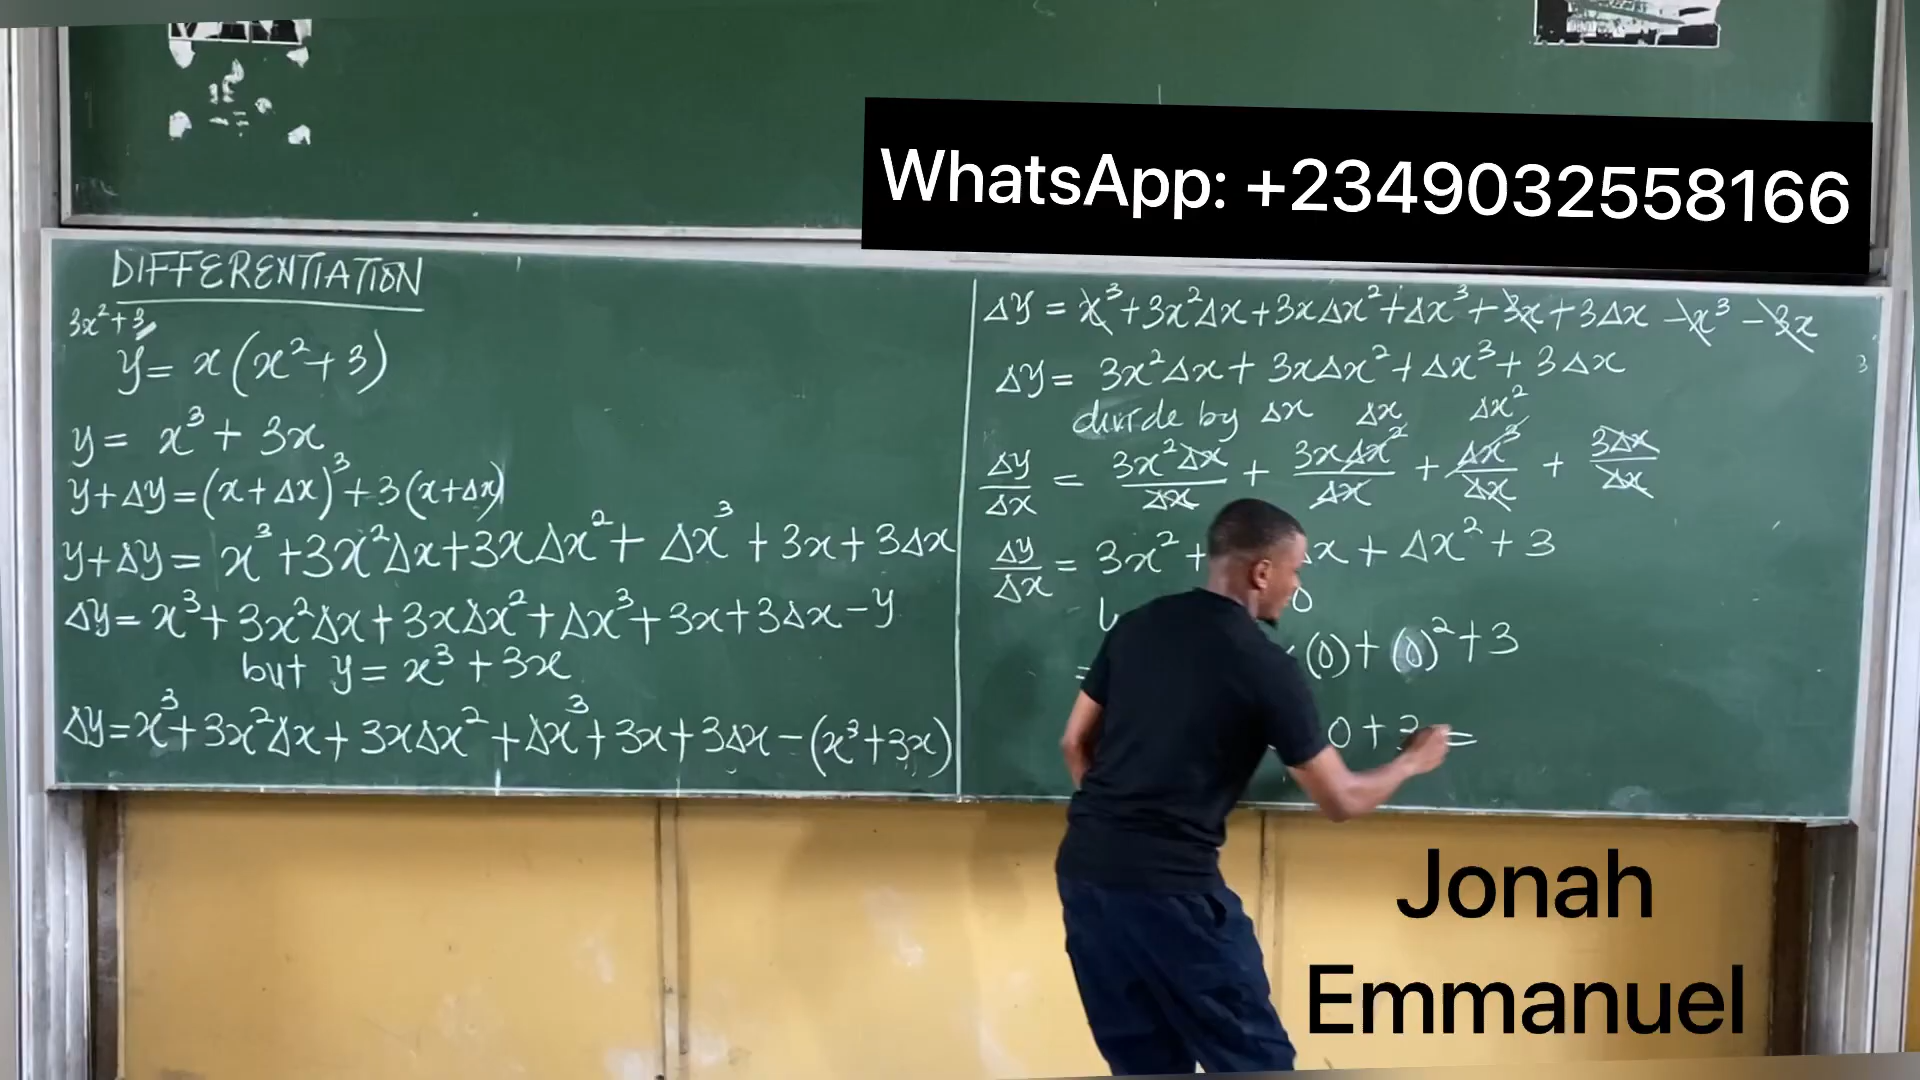 WhatsApp: +2349032558166
DIFFERENTIATION
3x²+3
y = x(x²+3)
y = x³ + 3x
y+Δy = (x+Δx)³ + 3(x+Δx)
y+Δy = x³+3x²Δx+3xΔx²+ Δx³ + 3x+3Δx
Δy = x³+3x²Δx+3xΔx²+Δx³+3x+3Δx-y
but y = x³ + 3x
Δy = x³+3x²Δx+3xΔx²+Δx³+3x+3Δx-(x³+3x)
Δy = x³+3x²Δx+3xΔx²+Δx³+3x+3Δx -x³ -3x
Δy = 3x²Δx+ 3xΔx²+Δx³+3Δx
divide by Δx Δx Δx²
Δy/Δx = 3x²Δx/Δx + 3xΔx²/Δx + Δx³/Δx + 3Δx/Δx
Δy/Δx = 3x² + Δx + Δx² + 3
0
= (0)+(0)²+3
0+3 =
Jonah
Emmanuel